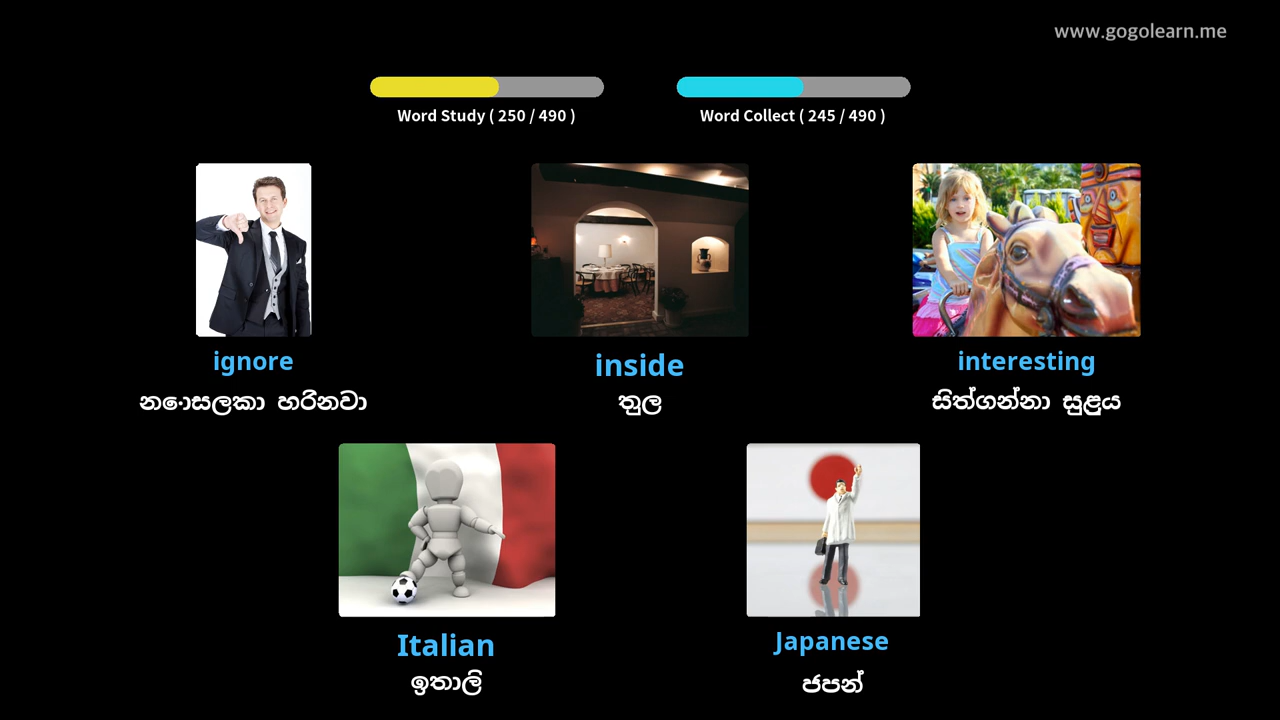 www.gogolearn.me
Word Study ( 250 / 490 )
Word Collect ( 245 / 490 )
ignore
inside
interesting
නොසලකා හරිනවා
තුල
සිත්ගන්නා සුළුය
Italian
Japanese
ඉතාලි
ජපන්